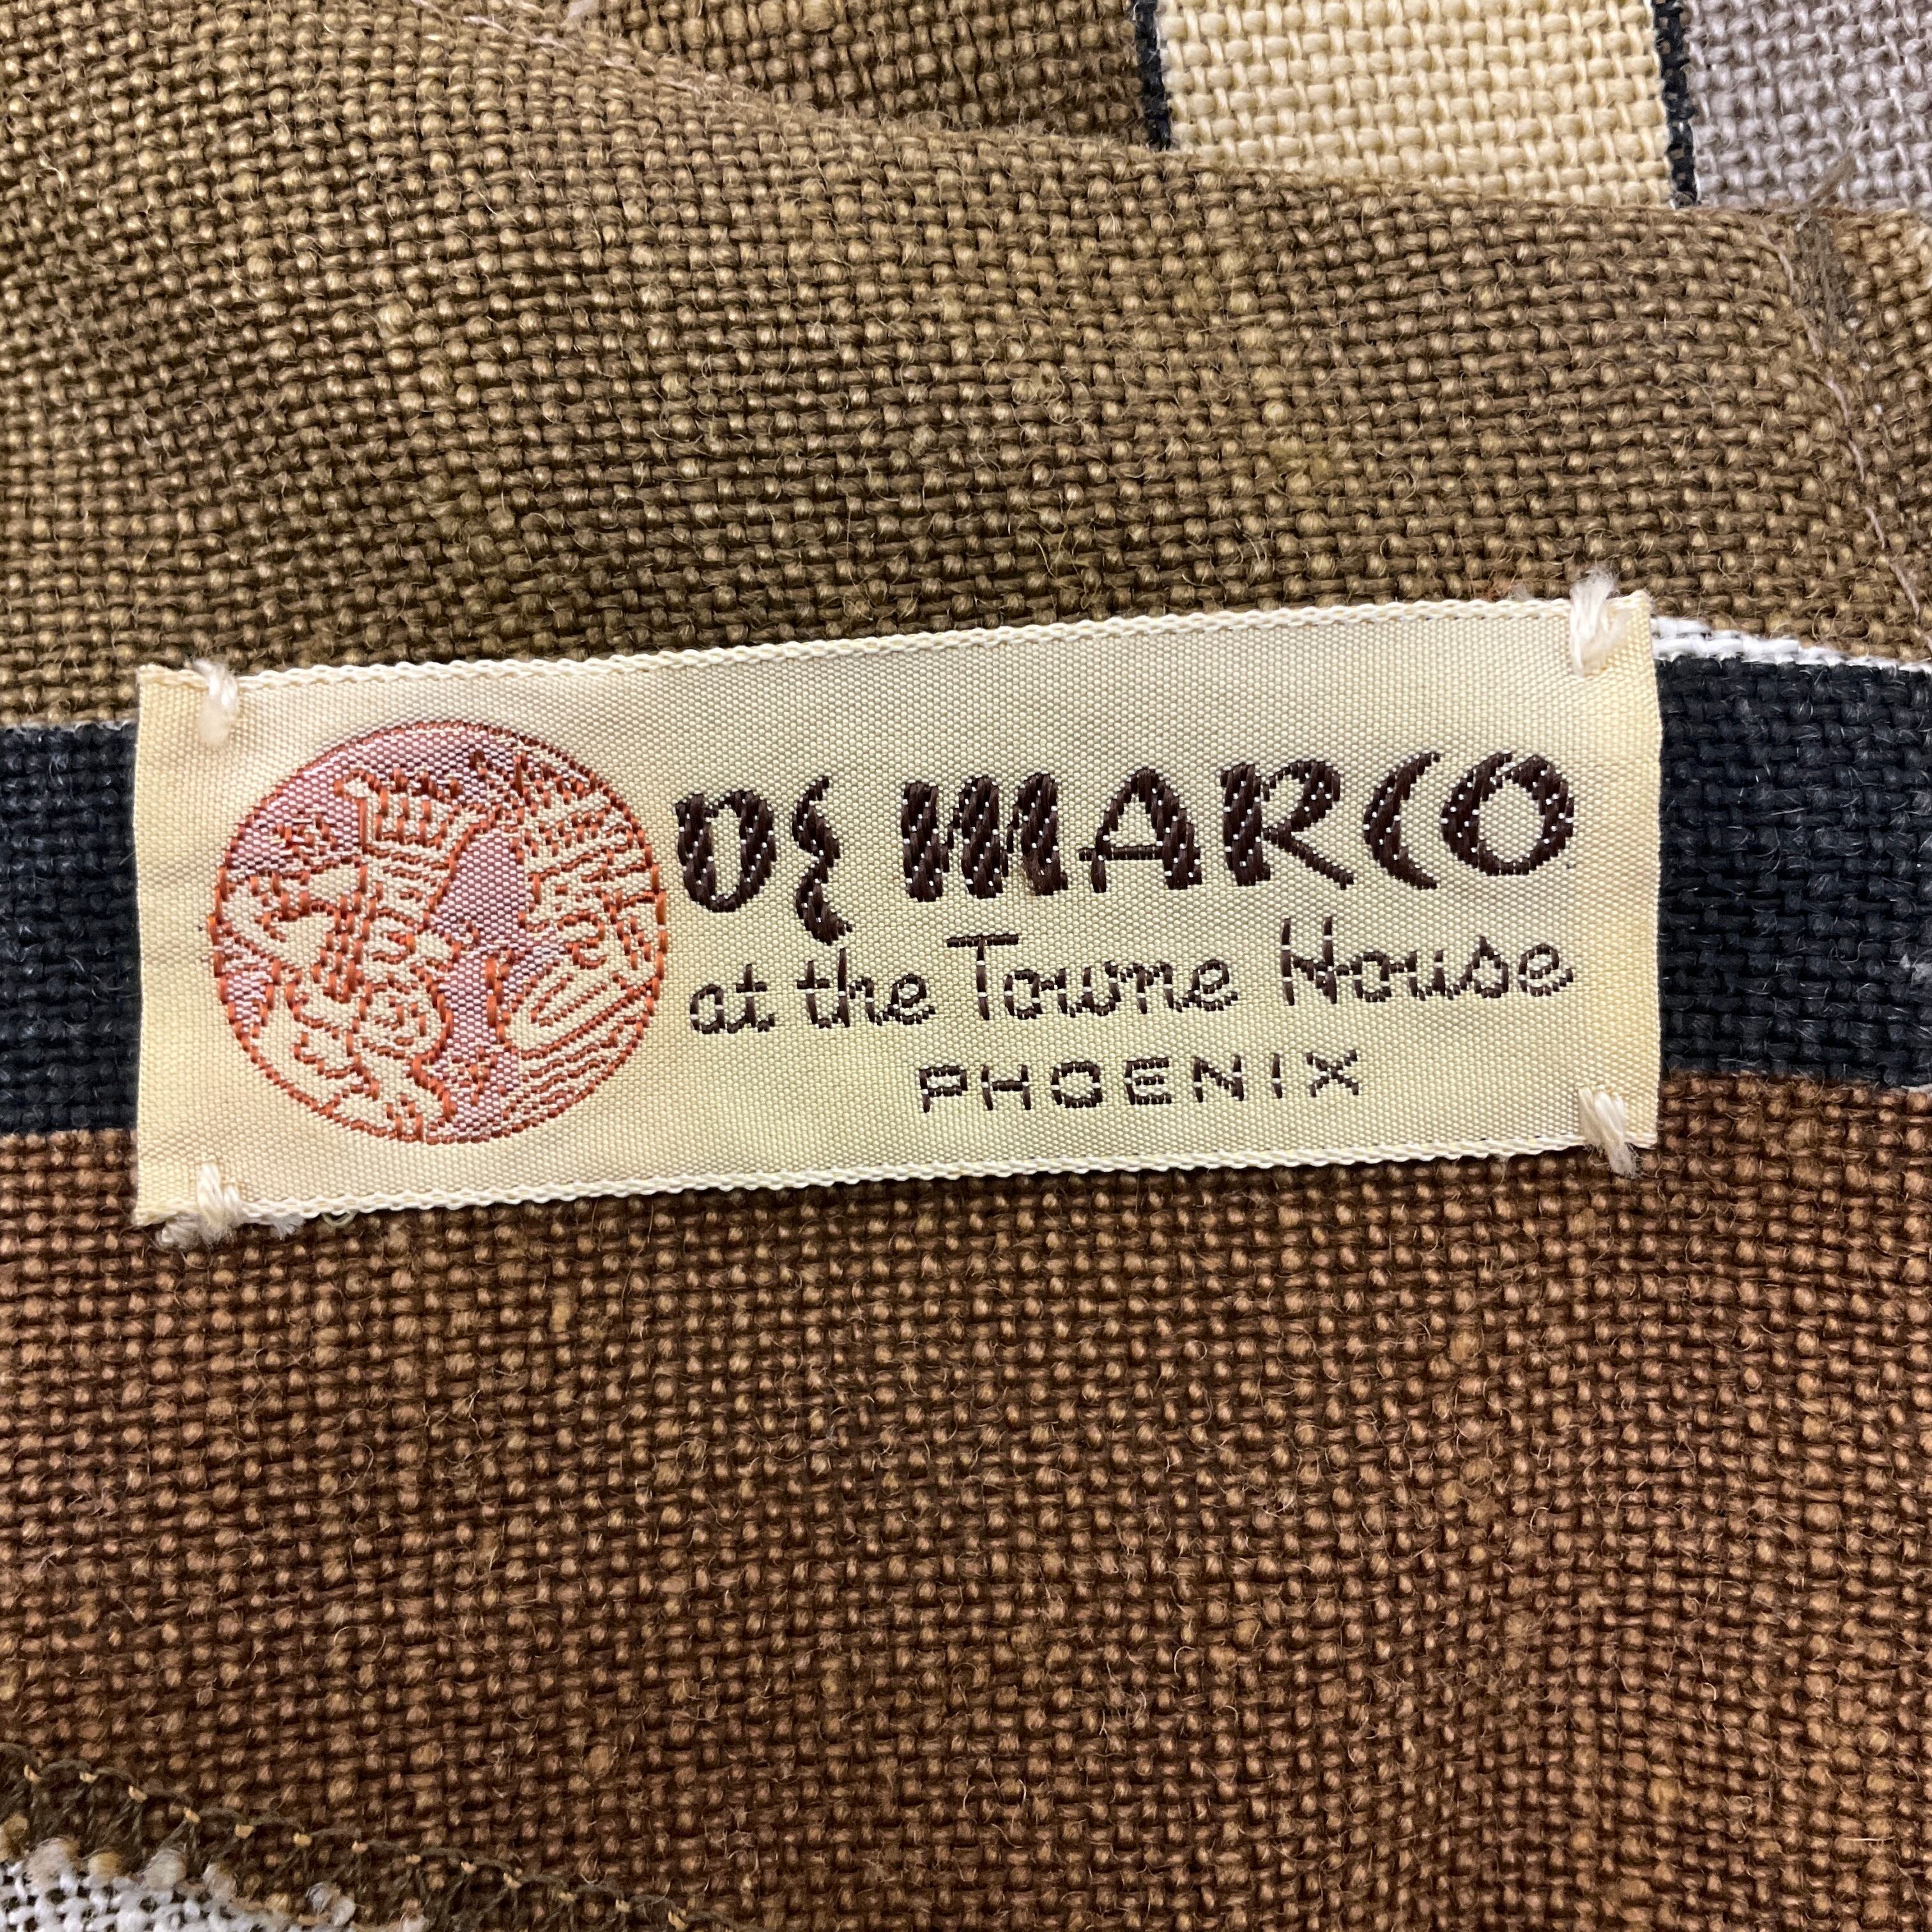 De MARCO
at the Towne House
PHOENIX